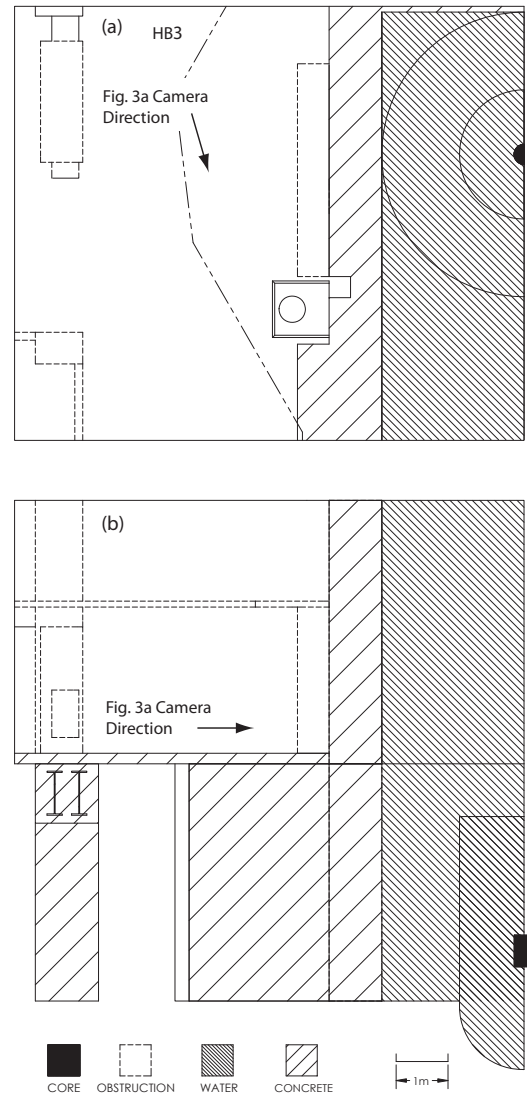 (a)
HB3
Fig. 3a Camera
Direction
(b)
Fig. 3a Camera
Direction
CORE
OBSTRUCTION
WATER
CONCRETE
1m